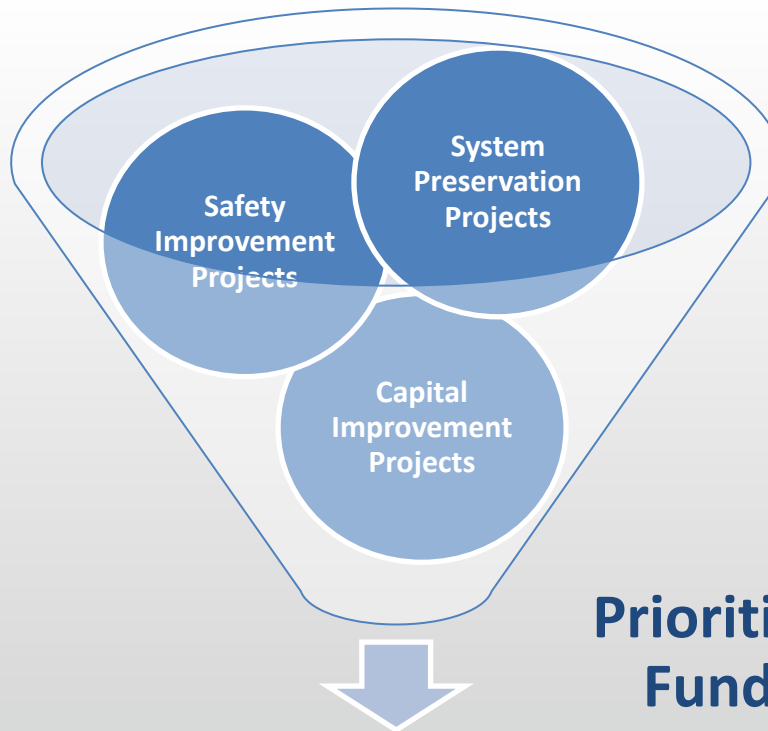 System
Preservation
Projects
Safety
Improvement
Projects
Capital
Improvement
Projects
Prioriti
Fund